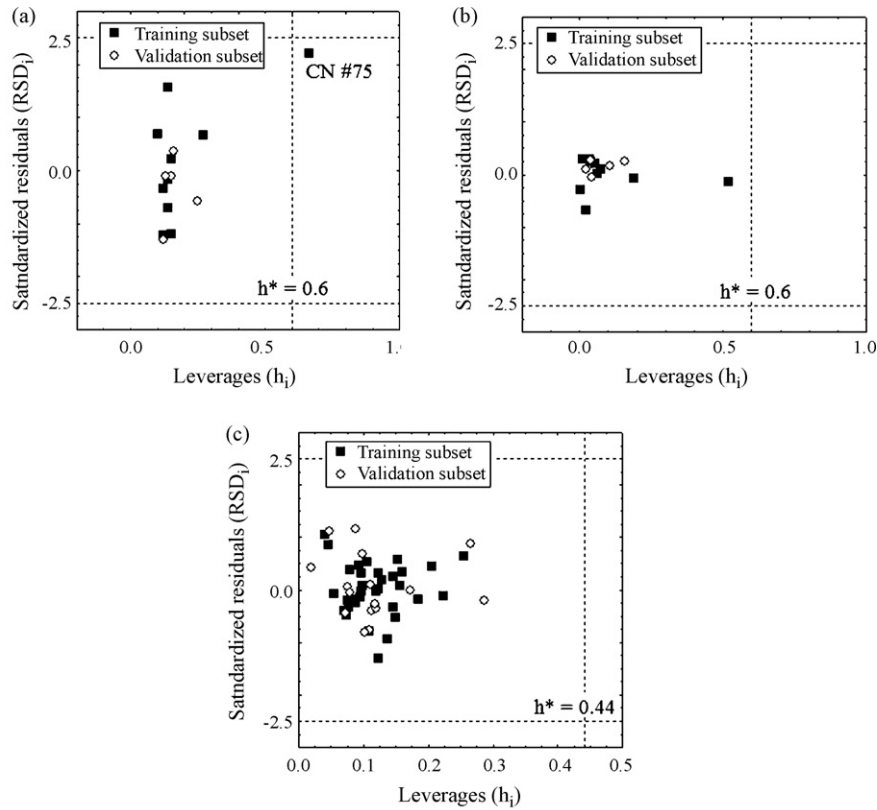 (a)
2.5
0.0
-2.5
Satndardized residuals (RSDi)
Training subset
Validation subset
CN #75
h* = 0.6
0.0
0.5
1.0
Leverages (hi)
(b)
2.5
0.0
-2.5
Satndardized residuals (RSDi)
Training subset
Validation subset
h* = 0.6
0.0
0.5
1.0
Leverages (hi)
(c)
2.5
0.0
-2.5
Satndardized residuals (RSDi)
Training subset
Validation subset
h* = 0.44
0.0
0.1
0.2
0.3
0.4
0.5
Leverages (hi)